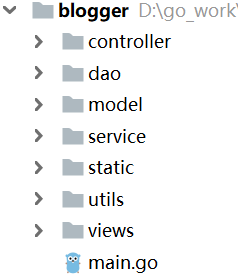 blogger D:\go_work\
controller
dao
model
service
static
utils
views
main.go